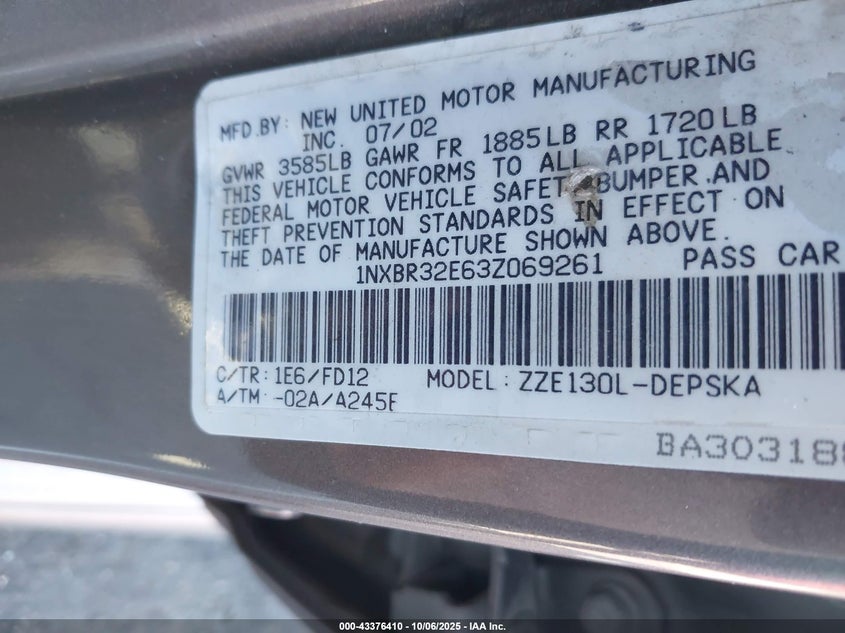 MFD.BY: NEW UNITED MOTOR MANUFACTURING
INC. 07/02
GVWR 3585LB GAWR FR 1885LB RR 1720LB
THIS VEHICLE CONFORMS TO ALL APPLICABLE
FEDERAL MOTOR VEHICLE SAFETY, BUMPER AND
THEFT PREVENTION STANDARDS IN EFFECT ON
THE DATE OF MANUFACTURE SHOWN ABOVE.
1NXBR32E63Z069261 PASS CAR
C/TR: 1E6/FD12 MODEL: ZZE130L-DEPSKA
A/TM: -02A/A245E
000-43376410 • 10/06/2025 • IAA Inc.